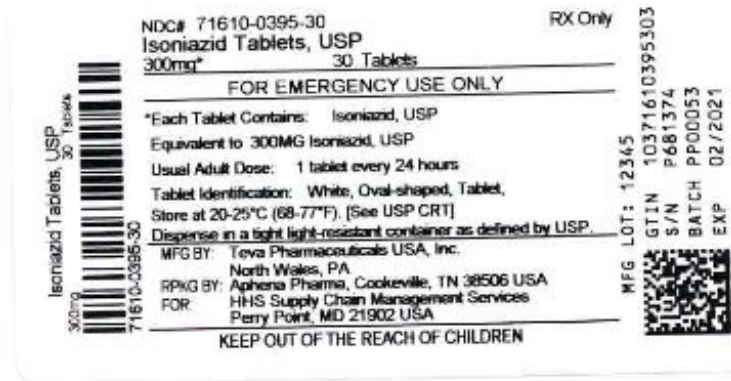 NDC# 71610-0395-30
RX Only
Isoniazid Tablets, USP
300mg* 30 Tablets
FOR EMERGENCY USE ONLY
*Each Tablet Contains: Isoniazid, USP
Equivalent to 300MG Isoniazid, USP
Usual Adult Dose: 1 tablet every 24 hours
Tablet Identification: White, Oval-shaped, Tablet,
Store at 20-25°C (68-77°F). [See USP CRT]
Dispense in a tight light-resistant container as defined by USP.
MFG BY: Teva Pharmaceuticals USA, Inc.
North Wales, PA
RPKG BY: Aphena Pharma, Cookeville, TN 38506 USA
FOR: HHS Supply Chain Management Services
Perry Point, MD 21902 USA
KEEP OUT OF THE REACH OF CHILDREN
Isoniazid Tablets, USP
300mg 30 Tablets
71610-0395-30
MFG LOT: 12345
GTIN 10371610395303
S/N P681374
BATCH PP00053
EXP 02/2021